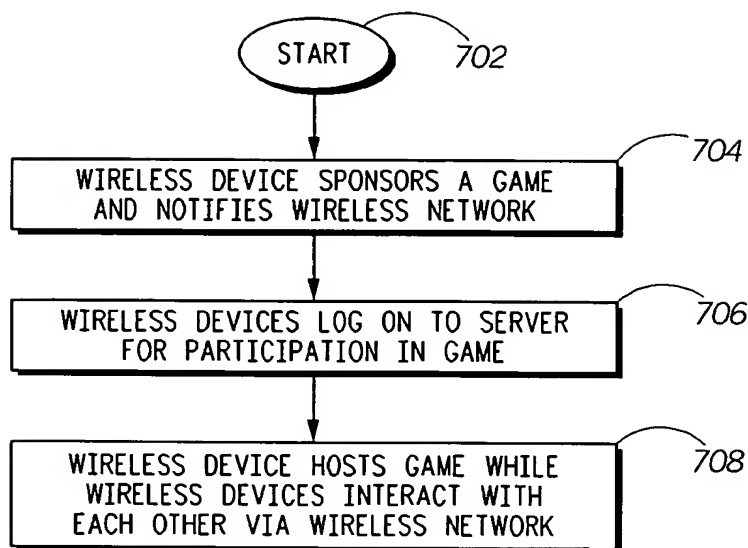 START
702
704
WIRELESS DEVICE SPONSORS A GAME
AND NOTIFIES WIRELESS NETWORK
706
WIRELESS DEVICES LOG ON TO SERVER
FOR PARTICIPATION IN GAME
708
WIRELESS DEVICE HOSTS GAME WHILE
WIRELESS DEVICES INTERACT WITH
EACH OTHER VIA WIRELESS NETWORK